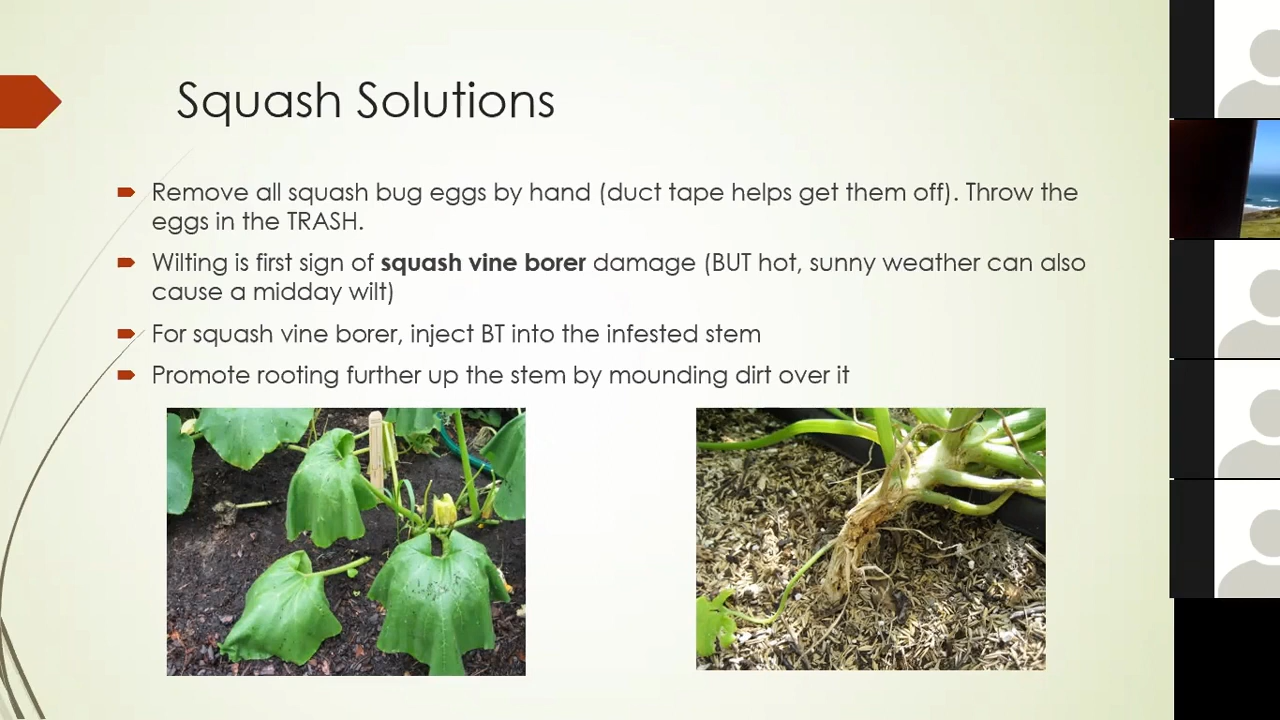 Squash Solutions
Remove all squash bug eggs by hand (duct tape helps get them off). Throw the
eggs in the TRASH.
Wilting is first sign of squash vine borer damage (BUT hot, sunny weather can also
cause a midday wilt)
For squash vine borer, inject BT into the infested stem
Promote rooting further up the stem by mounding dirt over it